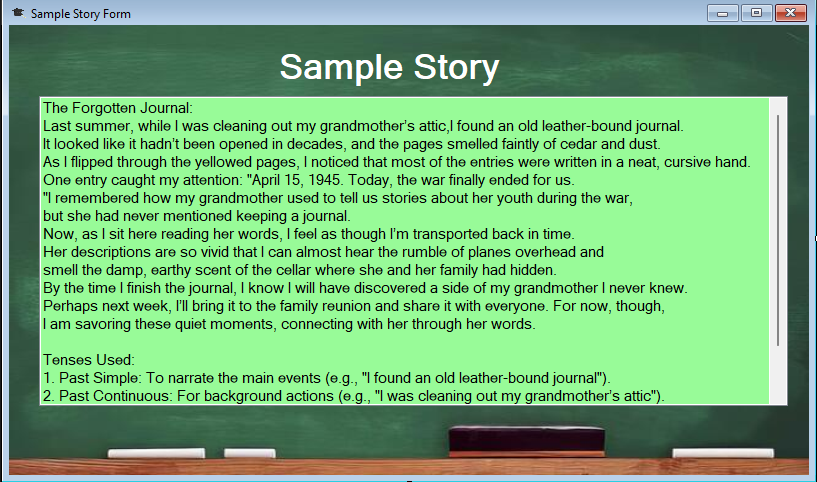 Sample Story Form
Sample Story
The Forgotten Journal:
Last summer, while I was cleaning out my grandmother's attic,I found an old leather-bound journal.
It looked like it hadn't been opened in decades, and the pages smelled faintly of cedar and dust.
As I flipped through the yellowed pages, I noticed that most of the entries were written in a neat, cursive hand.
One entry caught my attention: "April 15, 1945. Today, the war finally ended for us.
"I remembered how my grandmother used to tell us stories about her youth during the war,
but she had never mentioned keeping a journal.
Now, as I sit here reading her words, I feel as though I'm transported back in time.
Her descriptions are so vivid that I can almost hear the rumble of planes overhead and
smell the damp, earthy scent of the cellar where she and her family had hidden.
By the time I finish the journal, I know I will have discovered a side of my grandmother I never knew.
Perhaps next week, I'll bring it to the family reunion and share it with everyone. For now, though,
I am savoring these quiet moments, connecting with her through her words.

Tenses Used:
1. Past Simple: To narrate the main events (e.g., "I found an old leather-bound journal").
2. Past Continuous: For background actions (e.g., "I was cleaning out my grandmother's attic").